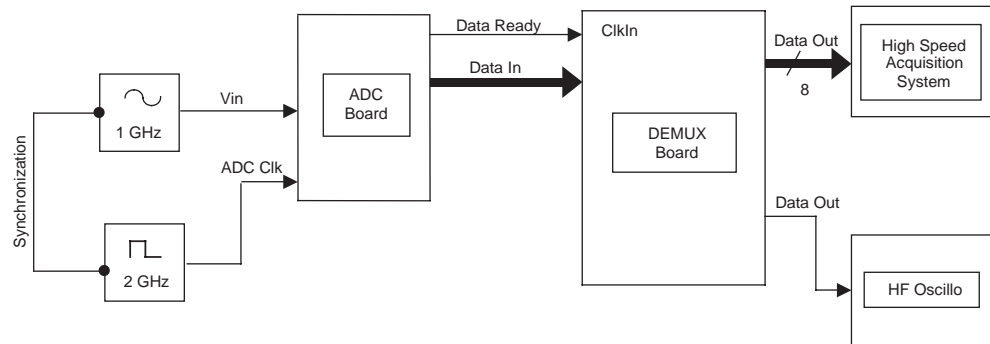 Data Ready
ClkIn
Data Out
High Speed
Acquisition
System
Data In
ADC
Board
8
Vin
1 GHz
DEMUX
Board
ADC Clk
Synchronization
Data Out
2 GHz
HF Oscillo